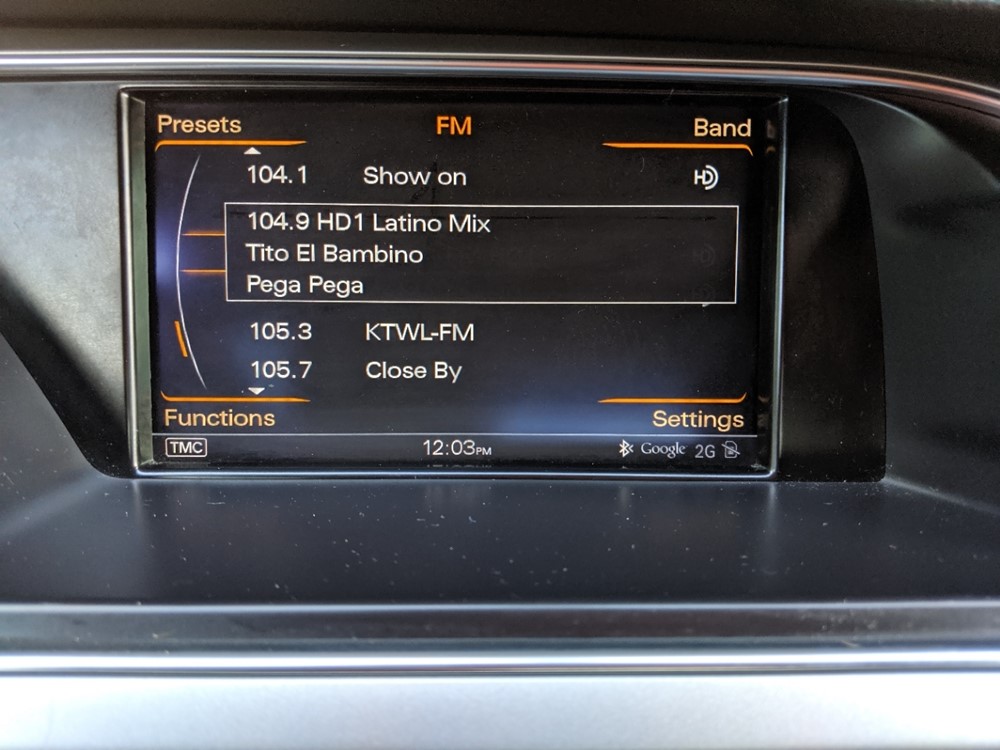 Presets FM Band
104.1 Show on HD
104.9 HD1 Latino Mix
Tito El Bambino
Pega Pega
105.3 KTWL-FM
105.7 Close By
Functions Settings
TMC 12:03PM Google 2G